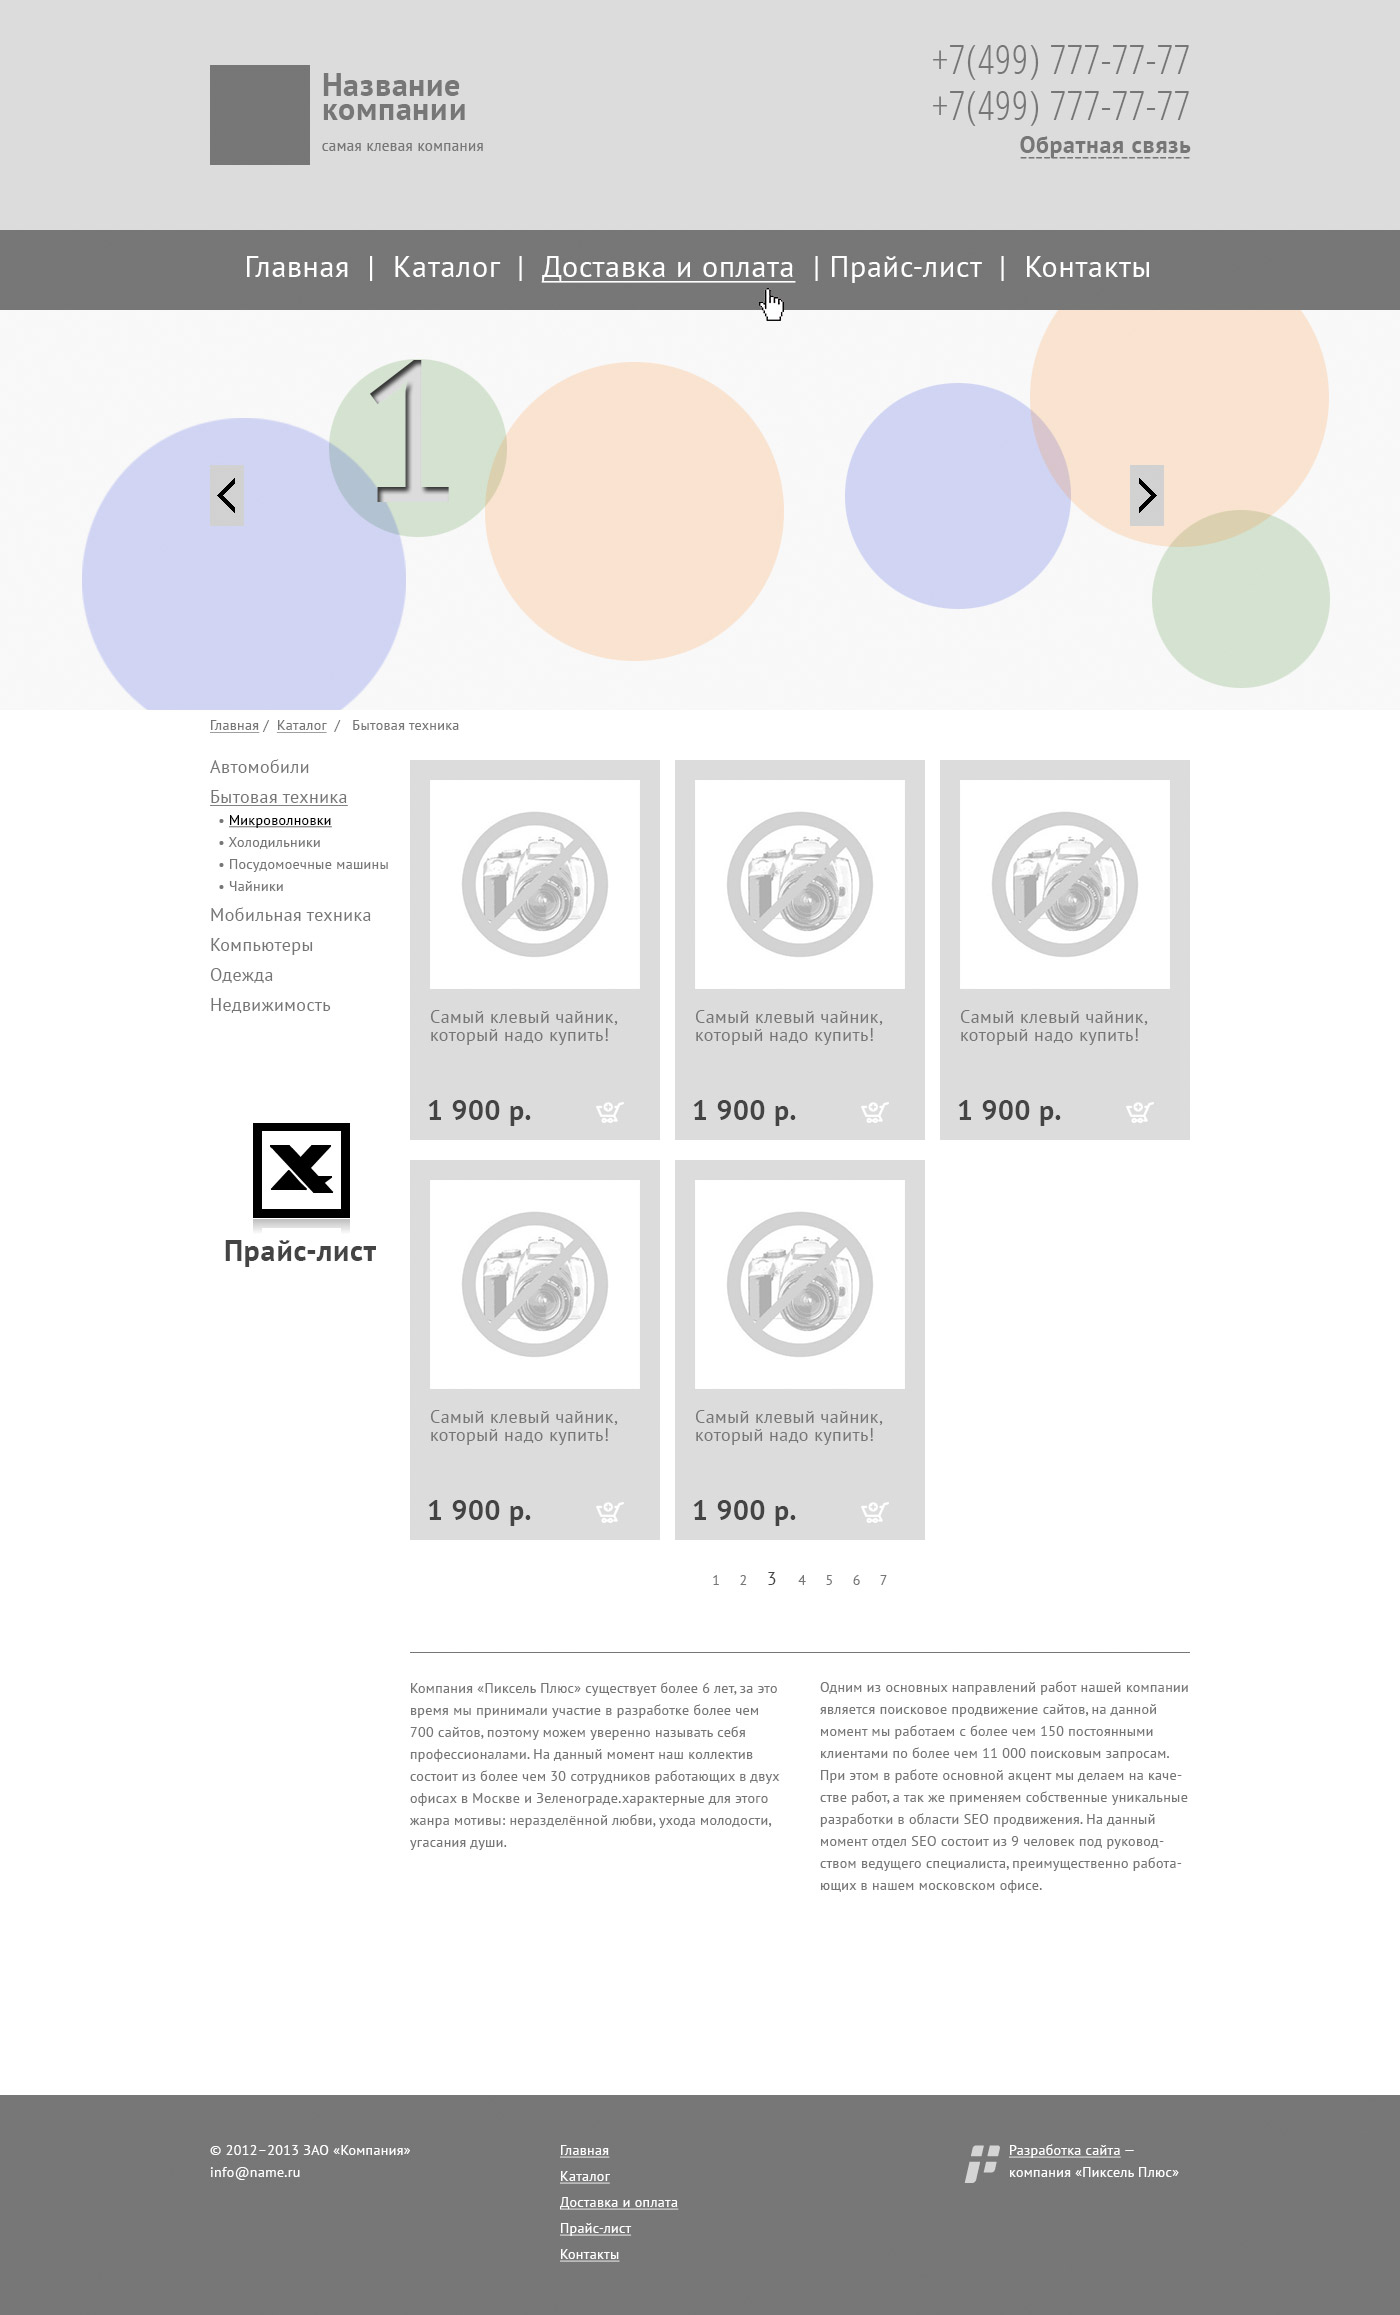 Название
компании
самая клевая компания
+7(499) 777-77-77
+7(499) 777-77-77
Обратная связь
Главная | Каталог | Доставка и оплата | Прайс-лист | Контакты
1
Главная / Каталог / Бытовая техника
Автомобили
Бытовая техника
• Микроволновки
• Холодильники
• Посудомоечные машины
• Чайники
Мобильная техника
Компьютеры
Одежда
Недвижимость
Прайс-лист
Самый клевый чайник,
который надо купить!
1 900 р.
Самый клевый чайник,
который надо купить!
1 900 р.
Самый клевый чайник,
который надо купить!
1 900 р.
Самый клевый чайник,
который надо купить!
1 900 р.
Самый клевый чайник,
который надо купить!
1 900 р.
1 2 3 4 5 6 7
Компания «Пиксель Плюс» существует более 6 лет, за это
время мы принимали участие в разработке более чем
700 сайтов, поэтому можем уверенно называть себя
профессионалами. На данный момент наш коллектив
состоит из более чем 30 сотрудников работающих в двух
офисах в Москве и Зеленограде.характерные для этого
жанра мотивы: неразделённой любви, ухода молодости,
угасания души.
Одним из основных направлений работ нашей компании
является поисковое продвижение сайтов, на данной
момент мы работаем с более чем 150 постоянными
клиентами по более чем 11 000 поисковым запросам.
При этом в работе основной акцент мы делаем на каче-
стве работ, а так же применяем собственные уникальные
разработки в области SEO продвижения. На данный
момент отдел SEO состоит из 9 человек под руковод-
ством ведущего специалиста, преимущественно работа-
ющих в нашем московском офисе.
© 2012–2013 ЗАО «Компания»
info@name.ru
Главная
Каталог
Доставка и оплата
Прайс-лист
Контакты
Разработка сайта —
компания «Пиксель Плюс»